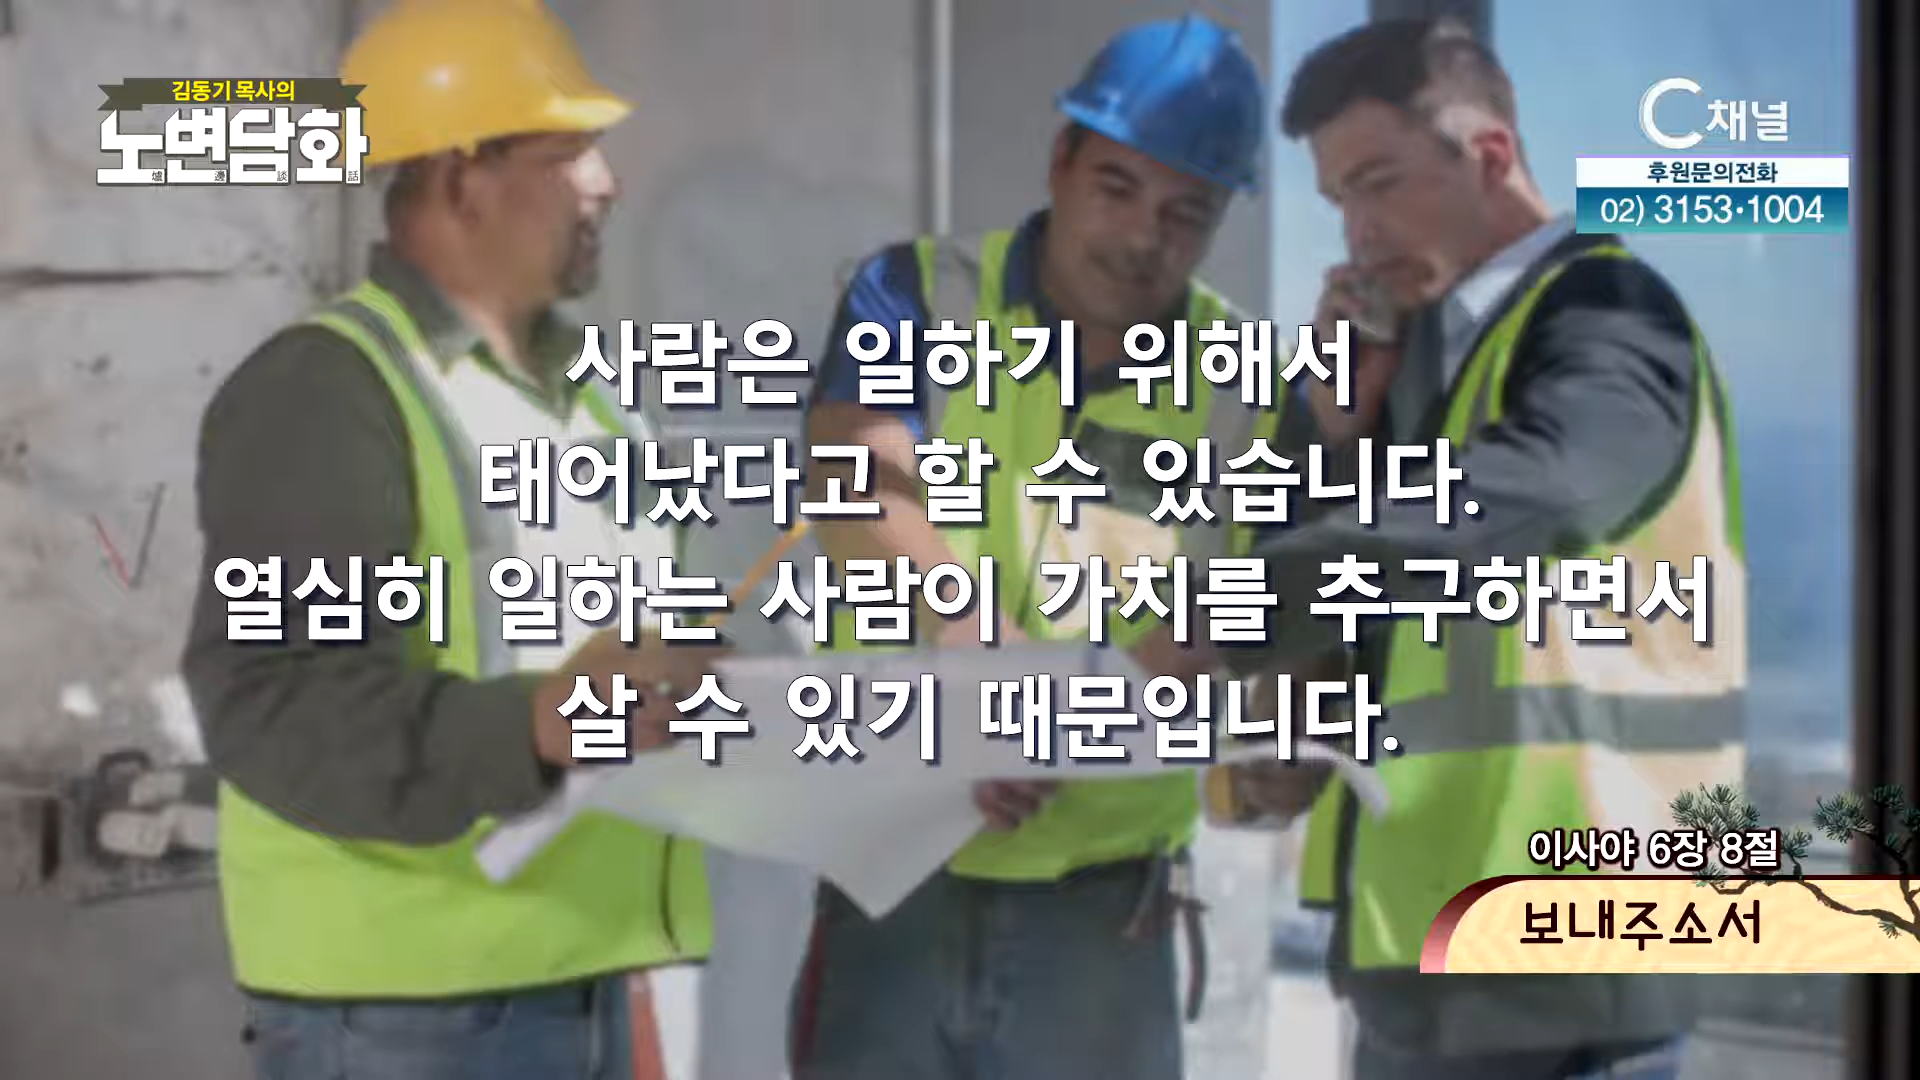 김동기 목사의
노변담화
爐邊談話
C채널
후원문의전화
02) 3153·1004
사람은 일하기 위해서
태어났다고 할 수 있습니다.
열심히 일하는 사람이 가치를 추구하면서
살 수 있기 때문입니다.
이사야 6장 8절
보내주소서